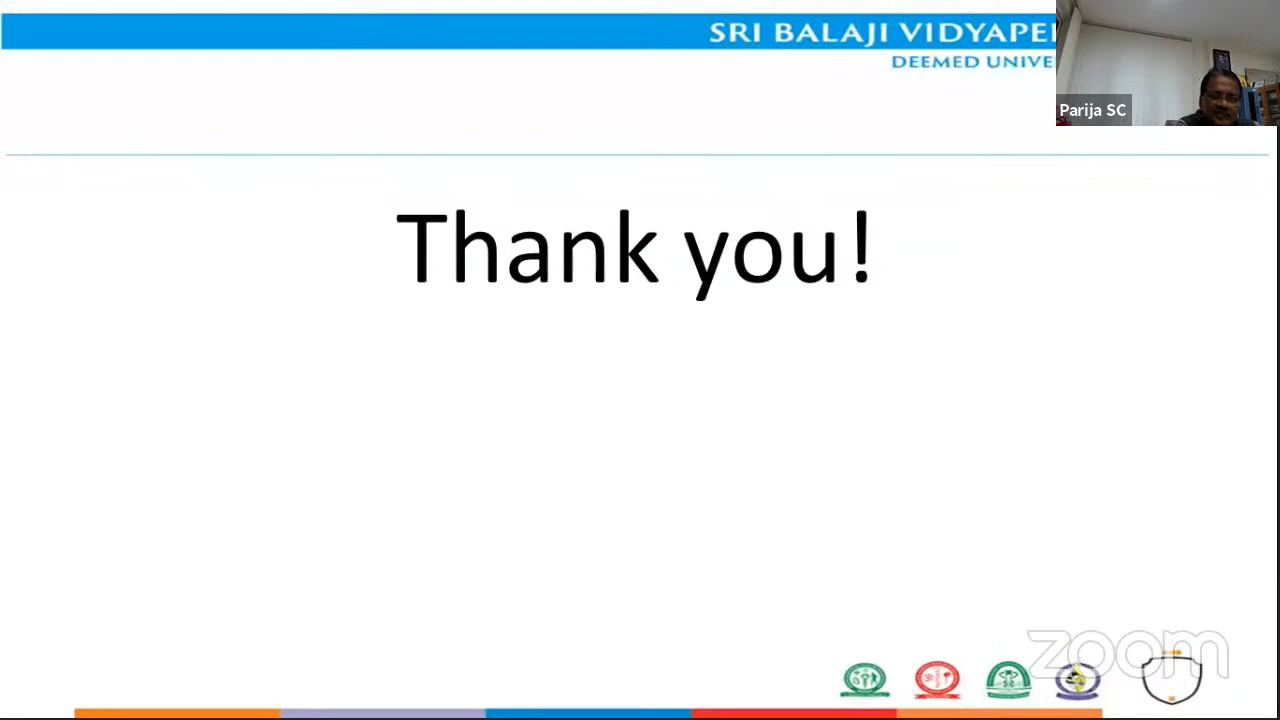 SRI BALAJI VIDYAPE
DEEMED UNIVE
Parija SC
Thank you!
zoom